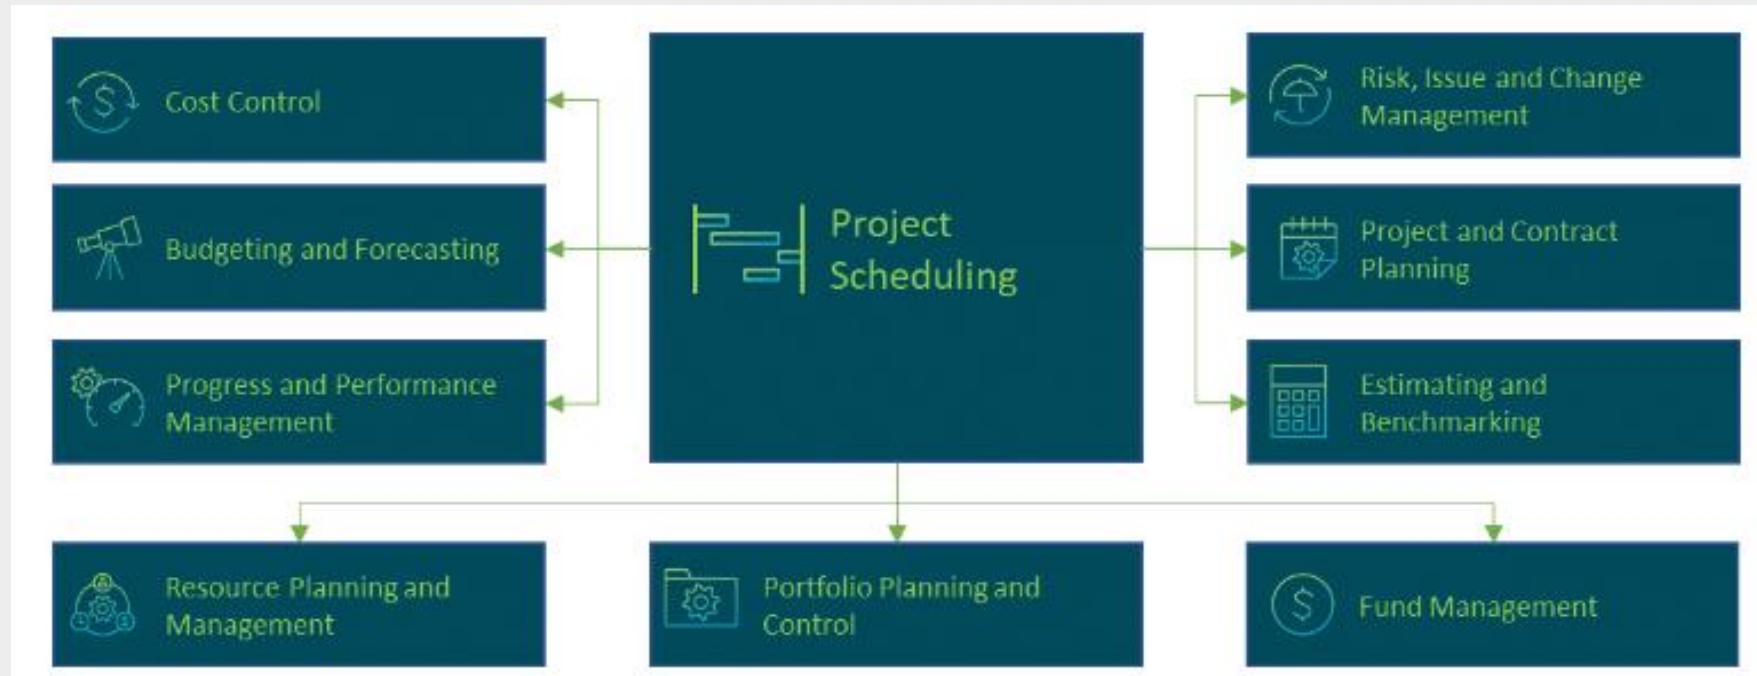 Cost Control
Budgeting and Forecasting
Progress and Performance
Management
Project
Scheduling
Risk, Issue and Change
Management
Project and Contract
Planning
Estimating and
Benchmarking
Resource Planning and
Management
Portfolio Planning and
Control
Fund Management